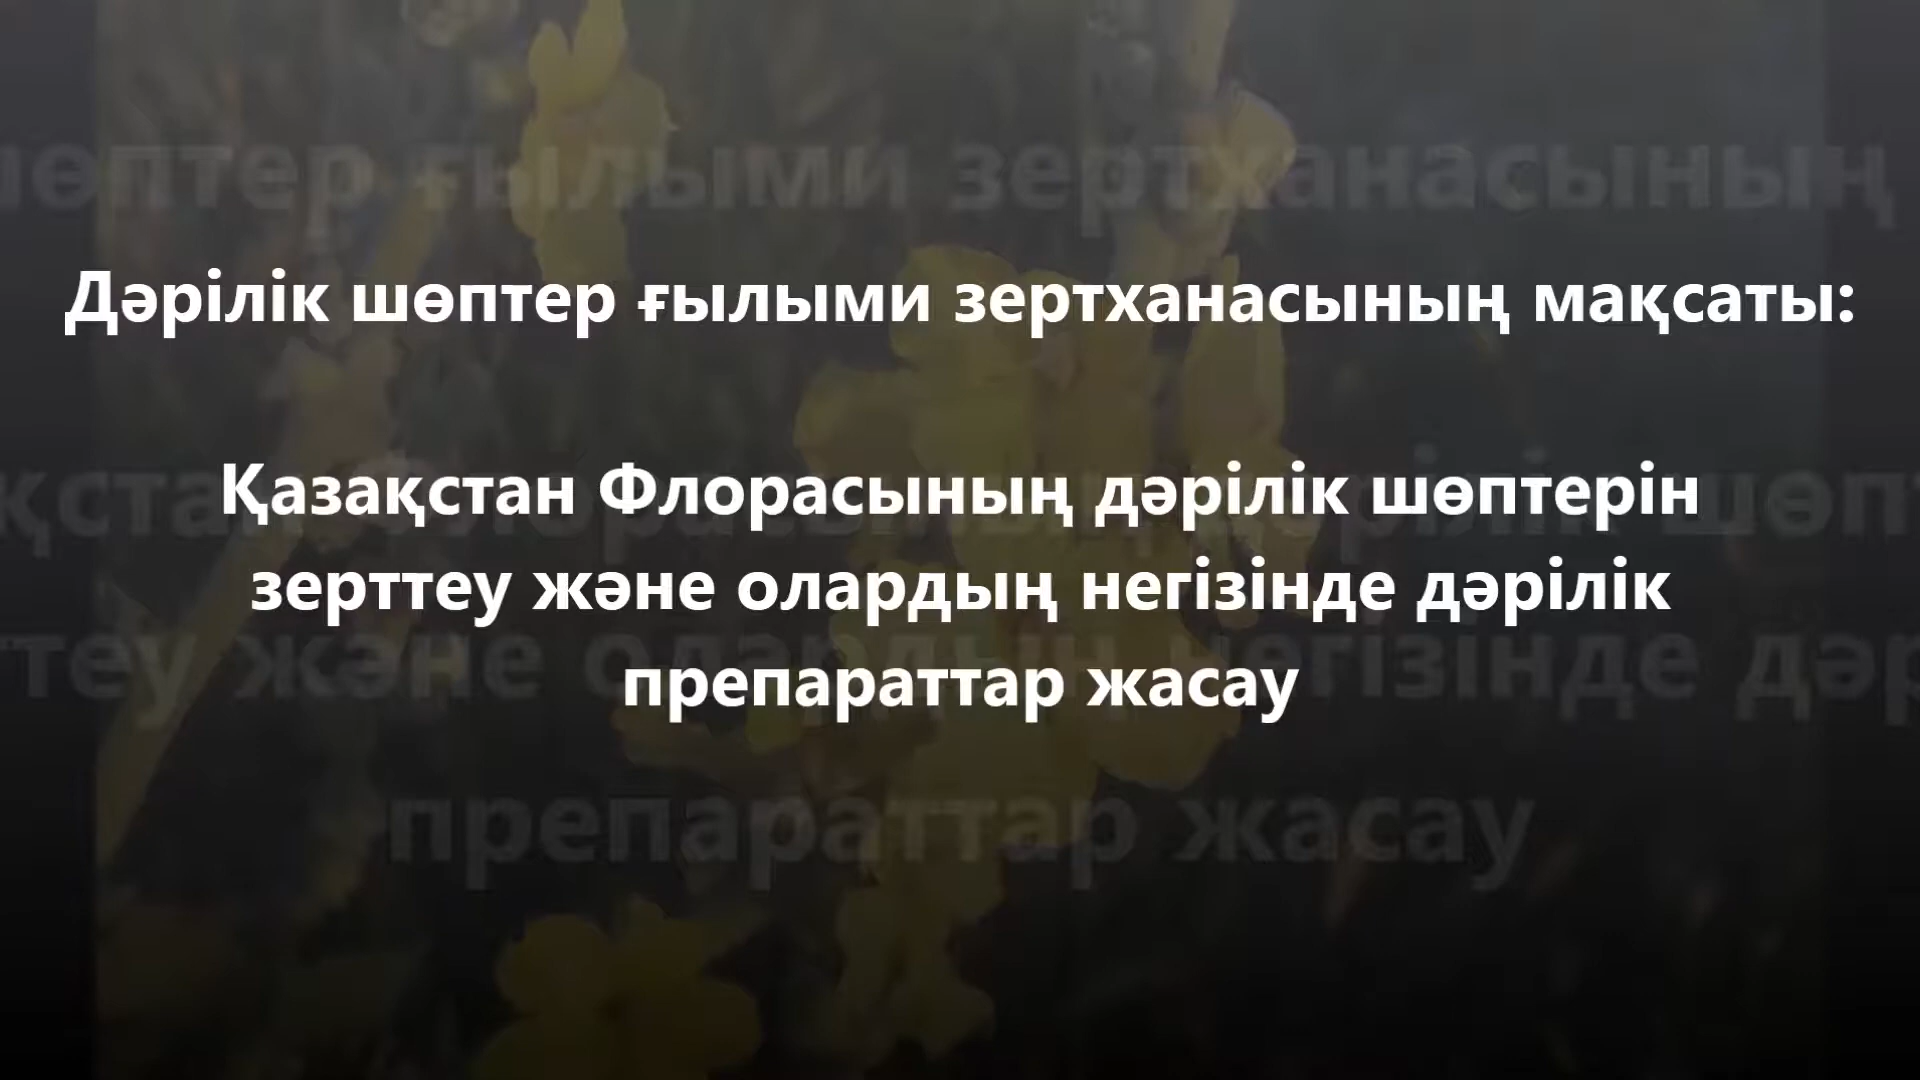 Дәрілік шөптер ғылыми зертханасының мақсаты:
Қазақстан Флорасының дәрілік шөптерін
зерттеу және олардың негізінде дәрілік
препараттар жасау